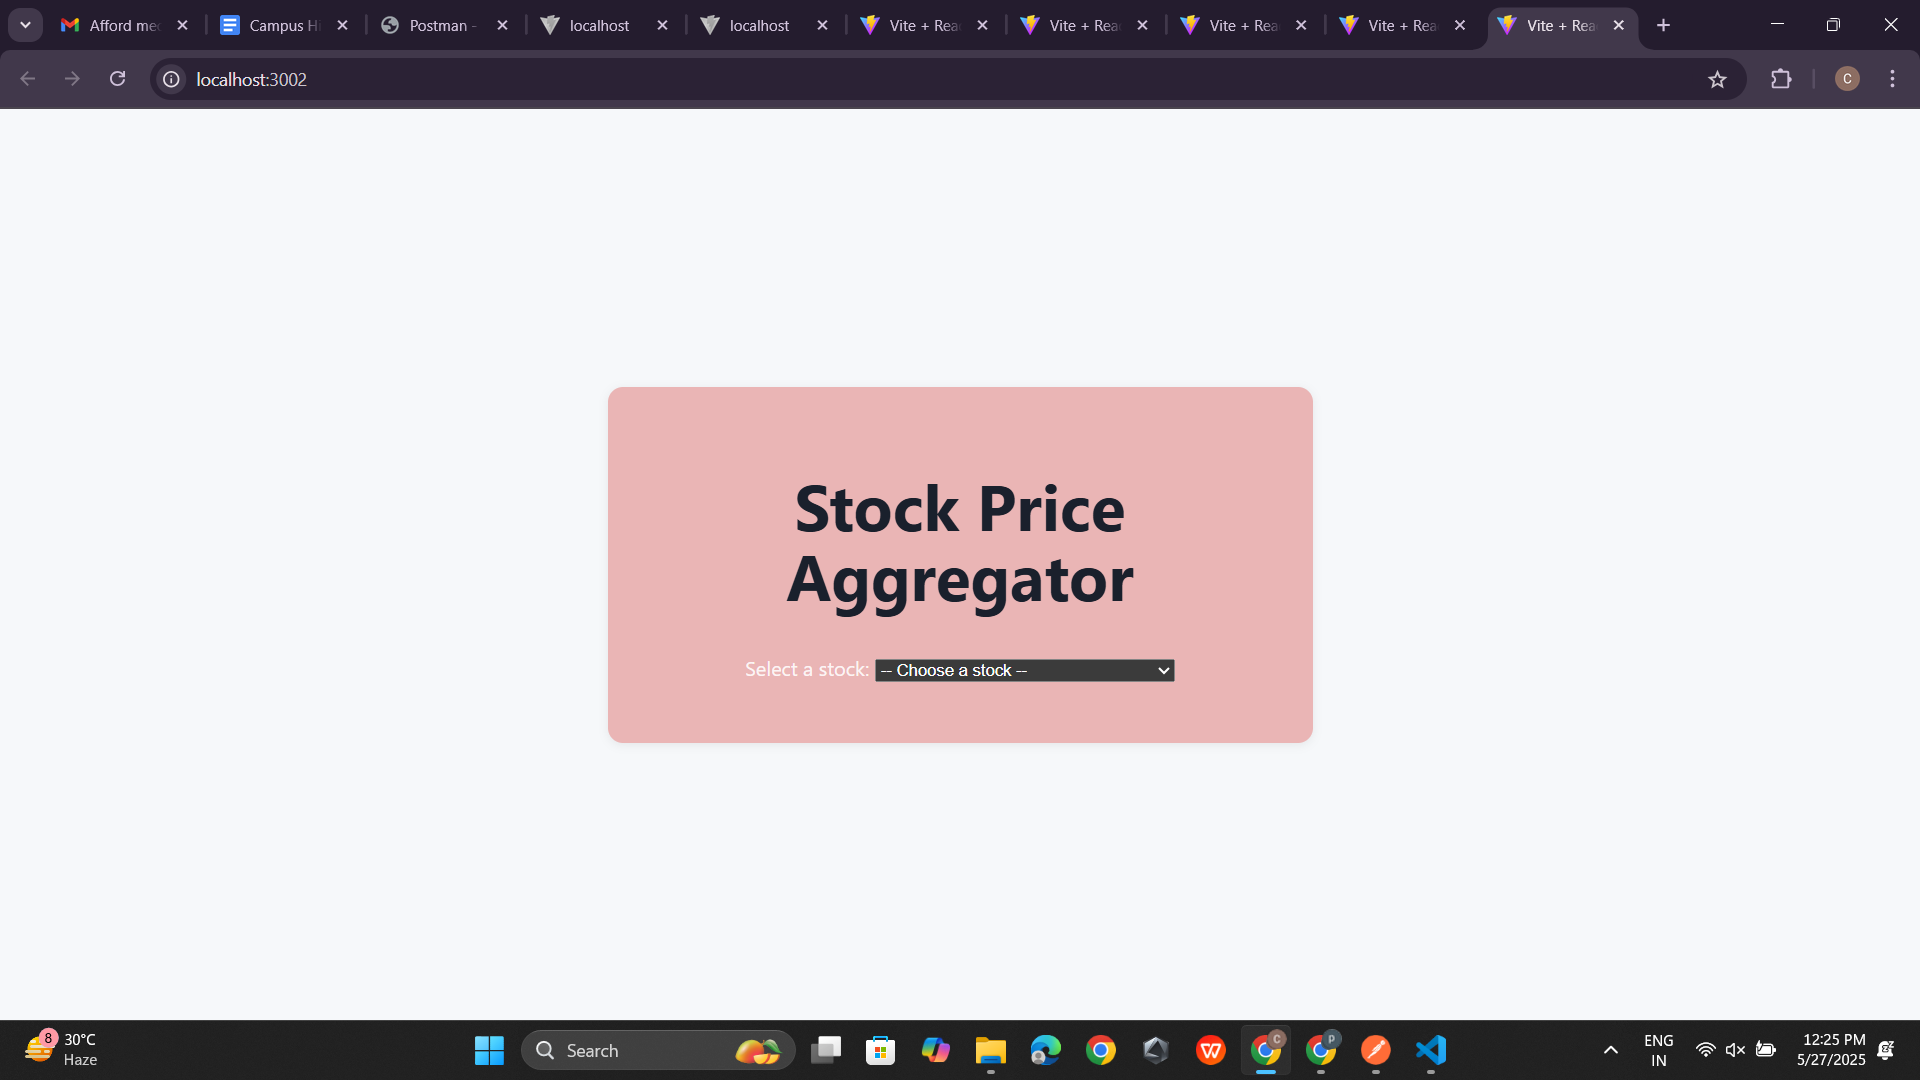 Afford med
Campus Hi
Postman -
localhost
localhost
Vite + Rea
Vite + Rea
Vite + Rea
Vite + Rea
Vite + Rea
localhost:3002
C
Stock Price
Aggregator
Select a stock: -- Choose a stock --
8
30°C
Haze
Search
C
P
ENG
IN
12:25 PM
5/27/2025